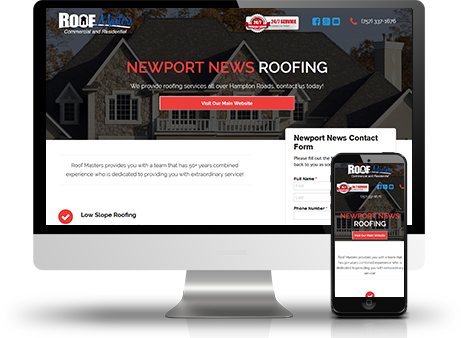 ROOF Masters
Commercial and Residential
24/7 SERVICE
(757) 337-1676
NEWPORT NEWS ROOFING
We provide roofing services all over Hampton Roads, contact us today!
Visit Our Main Website
Roof Masters provides you with a team that has 50+ years combined
experience who is dedicated to providing you with extraordinary service!
Low Slope Roofing
Newport News Contact
Form
Please fill out the
back to you as so
Full Name *
First
Last
Phone Number *
ROOF Masters
Commercial and Residential
24/7 SERVICE
NEWPORT NEWS
ROOFING
Visit Our Main Website
Roof Masters provides you with a team that
has 50+ years combined experience who is
dedicated to providing you with extraordinary
service!